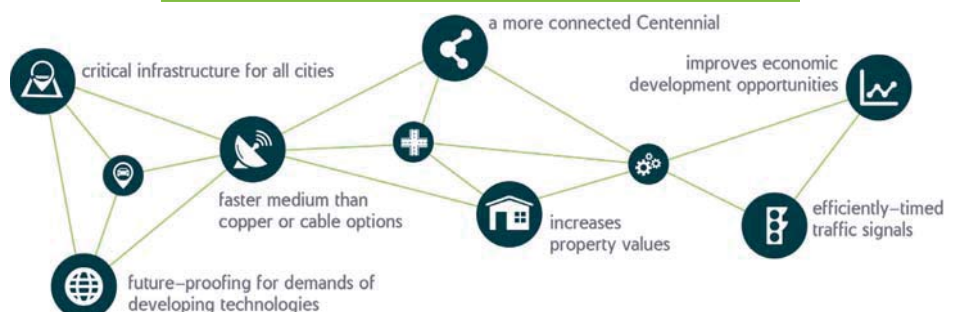 a more connected Centennial
critical infrastructure for all cities
improves economic
development opportunities
faster medium than
copper or cable options
increases
property values
efficiently–timed
traffic signals
future–proofing for demands of
developing technologies